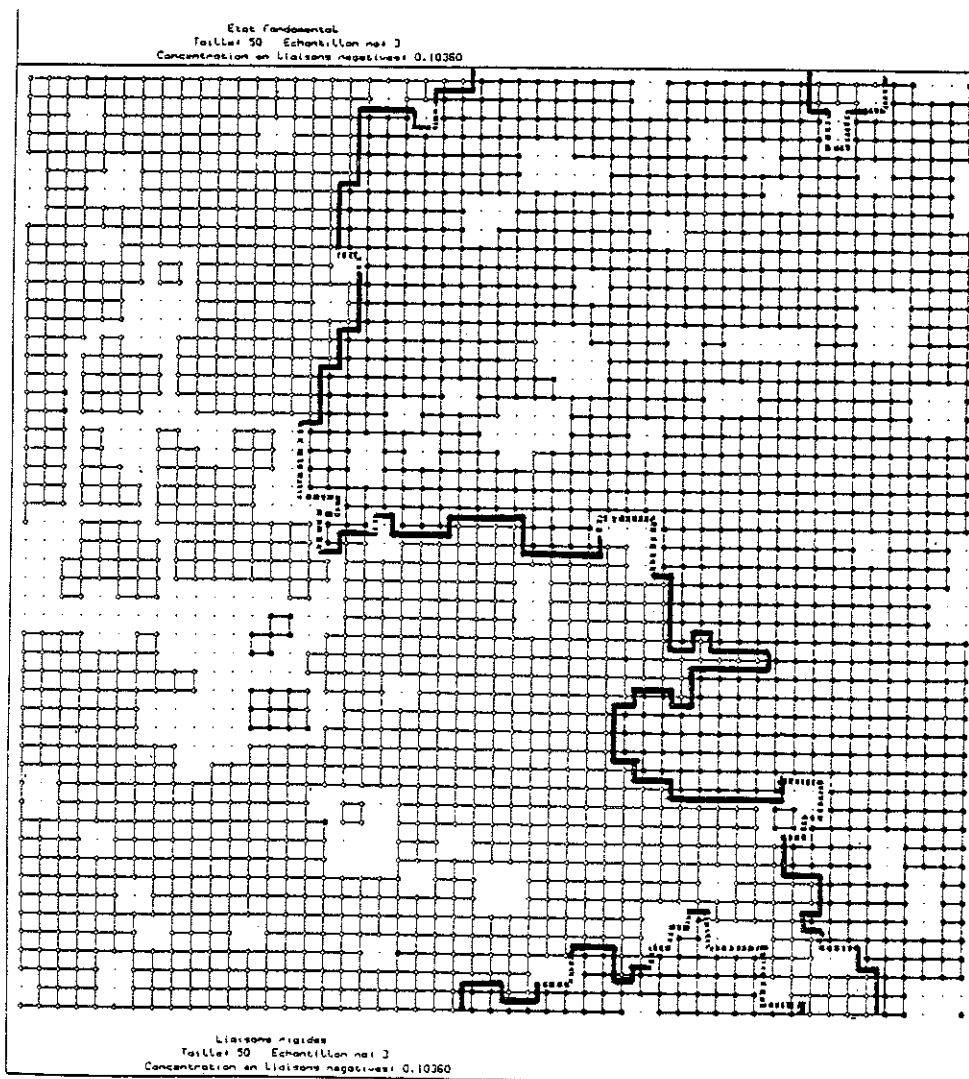 Etat fondamental
Taille: 50 Echantillon no: 3
Concentration en liaisons negatives: 0.10360
Liaisons rigides
Taille: 50 Echantillon no: 3
Concentration en liaisons negatives: 0.10360